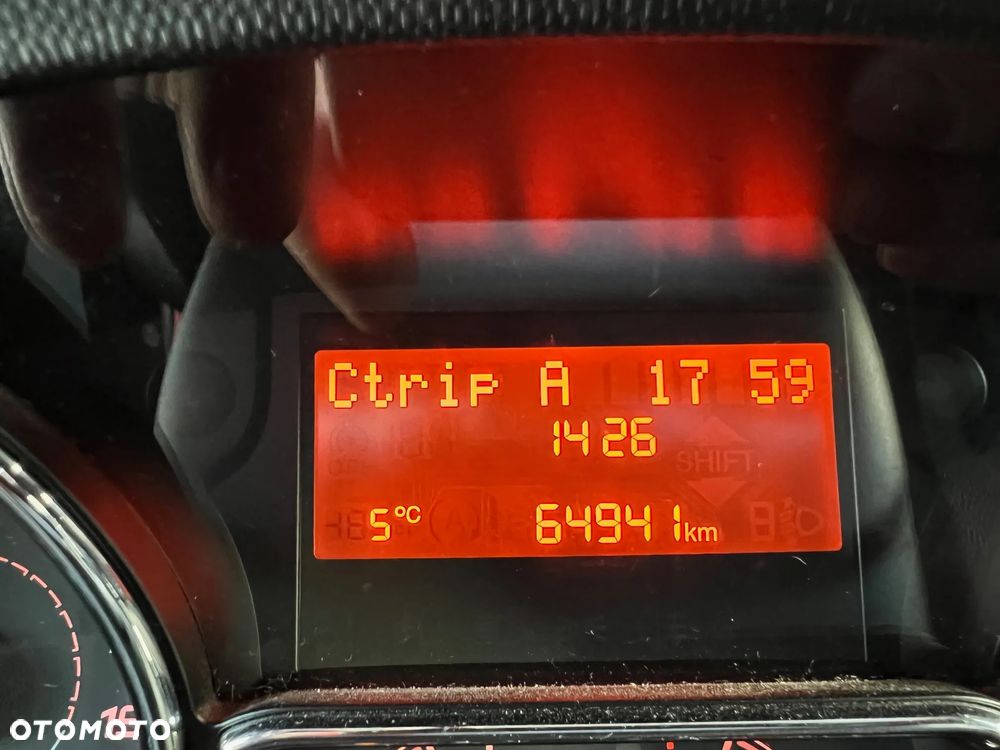 Ctrip A 17 59
1426
SHIFT
5°C 64941km
OTOMOTO